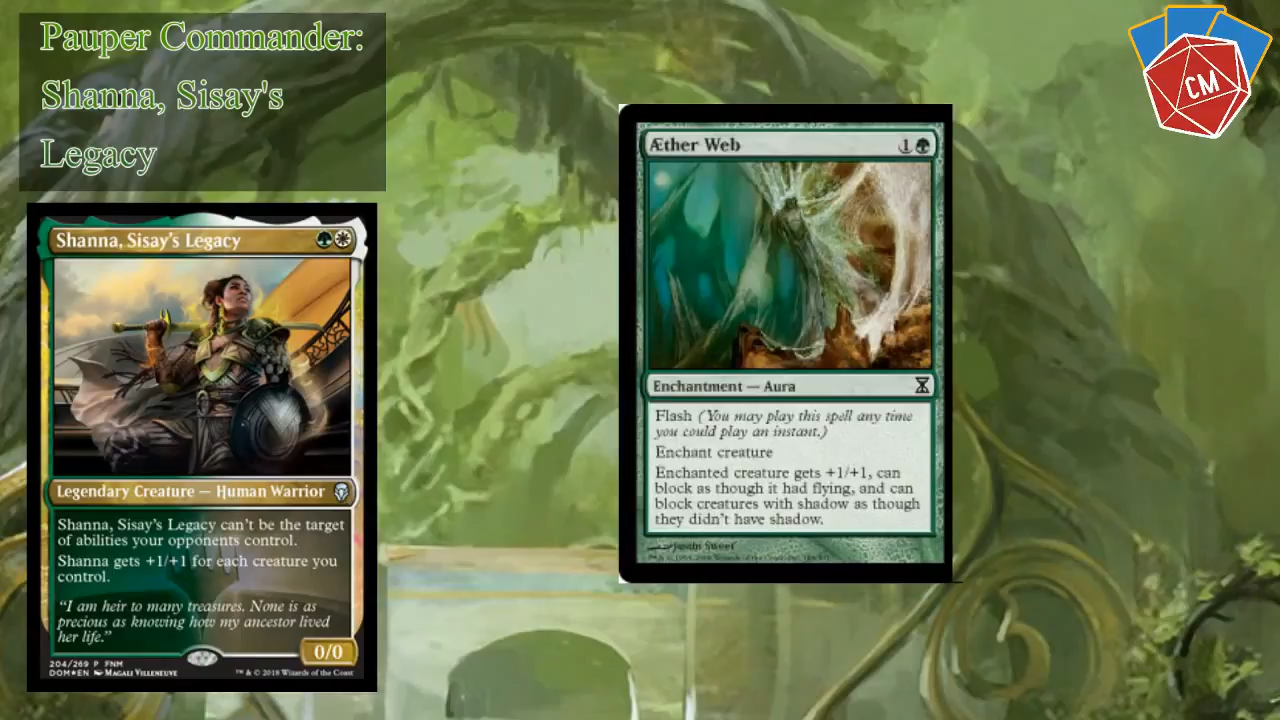 Pauper Commander:
Shanna, Sisay's
Legacy
CM
Shanna, Sisay's Legacy
Legendary Creature — Human Warrior
Shanna, Sisay's Legacy can't be the target
of abilities your opponents control.
Shanna gets +1/+1 for each creature you
control.
"I am heir to many treasures. None is as
precious as knowing how my ancestor lived
her life."
0/0
204/269 P FNM
DOM★EN MAGALI VILLENEUVE
™ & © 2018 Wizards of the Coast
Æther Web 1
Enchantment — Aura
Flash (You may play this spell any time
you could play an instant.)
Enchant creature
Enchanted creature gets +1/+1, can
block as though it had flying, and can
block creatures with shadow as though
they didn't have shadow.
Justin Sweet